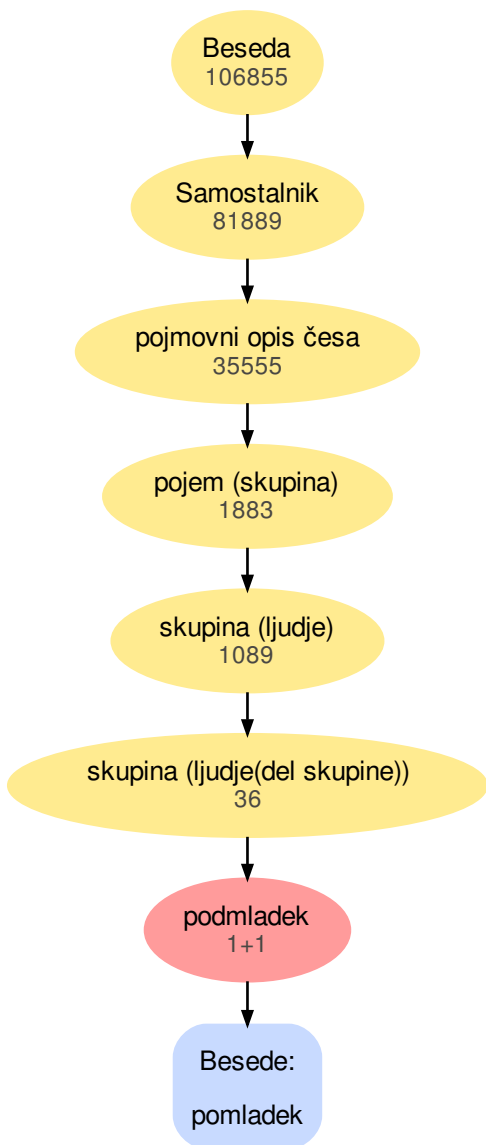 Beseda
106855
Samostalnik
81889
pojmovni opis česa
35555
pojem (skupina)
1883
skupina (ljudje)
1089
skupina (ljudje(del skupine))
36
podmladek
1+1
Besede:
pomladek